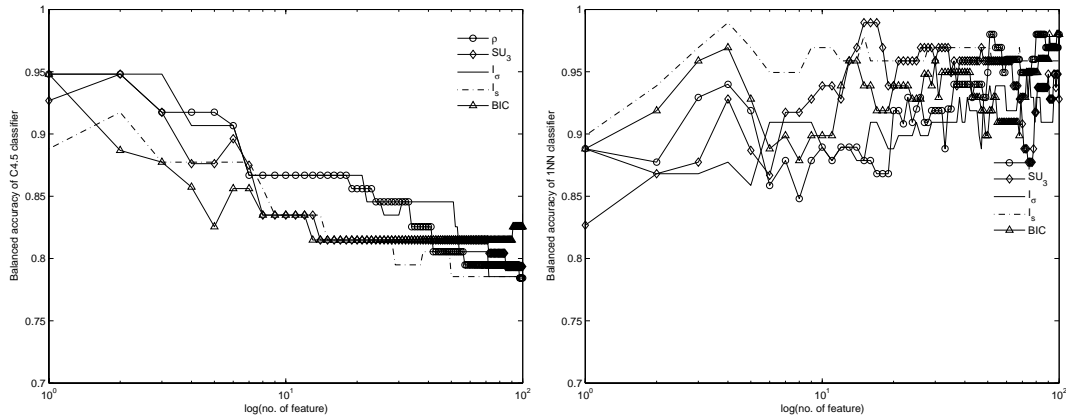 1
0.95
0.9
0.85
0.8
0.75
0.7
10^0
10^1
10^2
log(no. of feature)
Balanced accuracy of C4.5 classifier
ρ
SU_3
I_σ
I_s
BIC
1
0.95
0.9
0.85
0.8
0.75
0.7
10^0
10^1
10^2
log(no. of feature)
Balanced accuracy of 1NN classifier
SU_3
I_σ
I_s
BIC